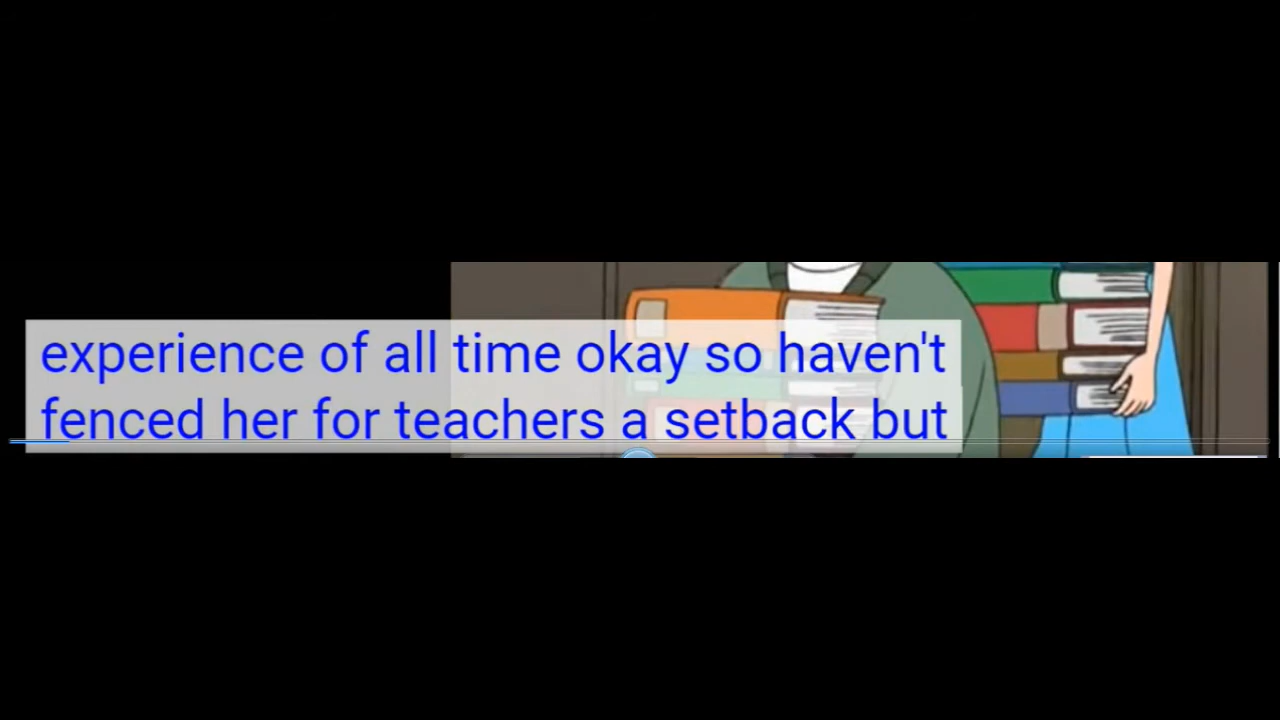 experience of all time okay so haven't
fenced her for teachers a setback but